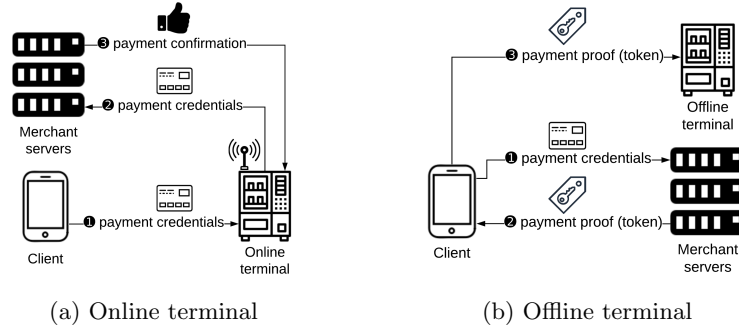 ❸ payment confirmation
❷ payment credentials
Merchant
servers
❶ payment credentials
Client
Online
terminal
(a) Online terminal
❸ payment proof (token)
Offline
terminal
❶ payment credentials
❷ payment proof (token)
Client
Merchant
servers
(b) Offline terminal